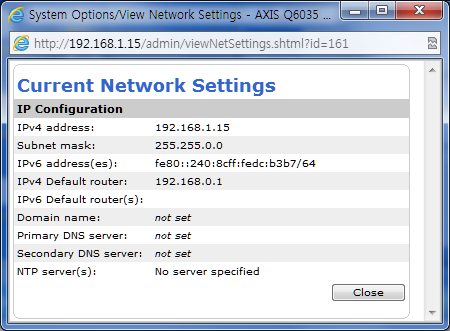 System Options/View Network Settings - AXIS Q6035 ...
http://192.168.1.15/admin/viewNetSettings.shtml?id=161
Current Network Settings
IP Configuration
IPv4 address: 192.168.1.15
Subnet mask: 255.255.0.0
IPv6 address(es): fe80::240:8cff:fedc:b3b7/64
IPv4 Default router: 192.168.0.1
IPv6 Default router(s):
Domain name: not set
Primary DNS server: not set
Secondary DNS server: not set
NTP server(s): No server specified
Close